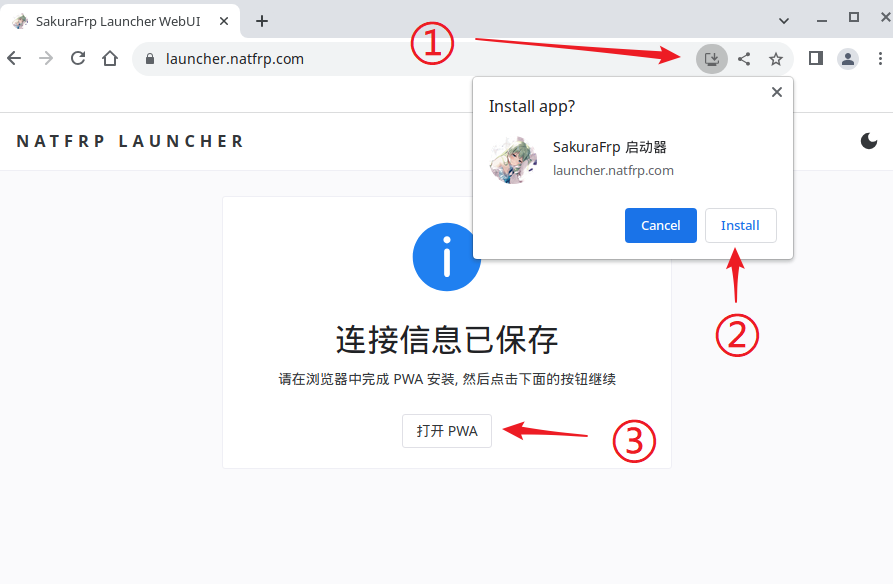 SakuraFrp Launcher WebUI
①
launcher.natfrp.com
Install app?
NATFRP LAUNCHER
SakuraFrp 启动器
launcher.natfrp.com
Cancel
Install
②
连接信息已保存
请在浏览器中完成 PWA 安装, 然后点击下面的按钮继续
打开 PWA
③